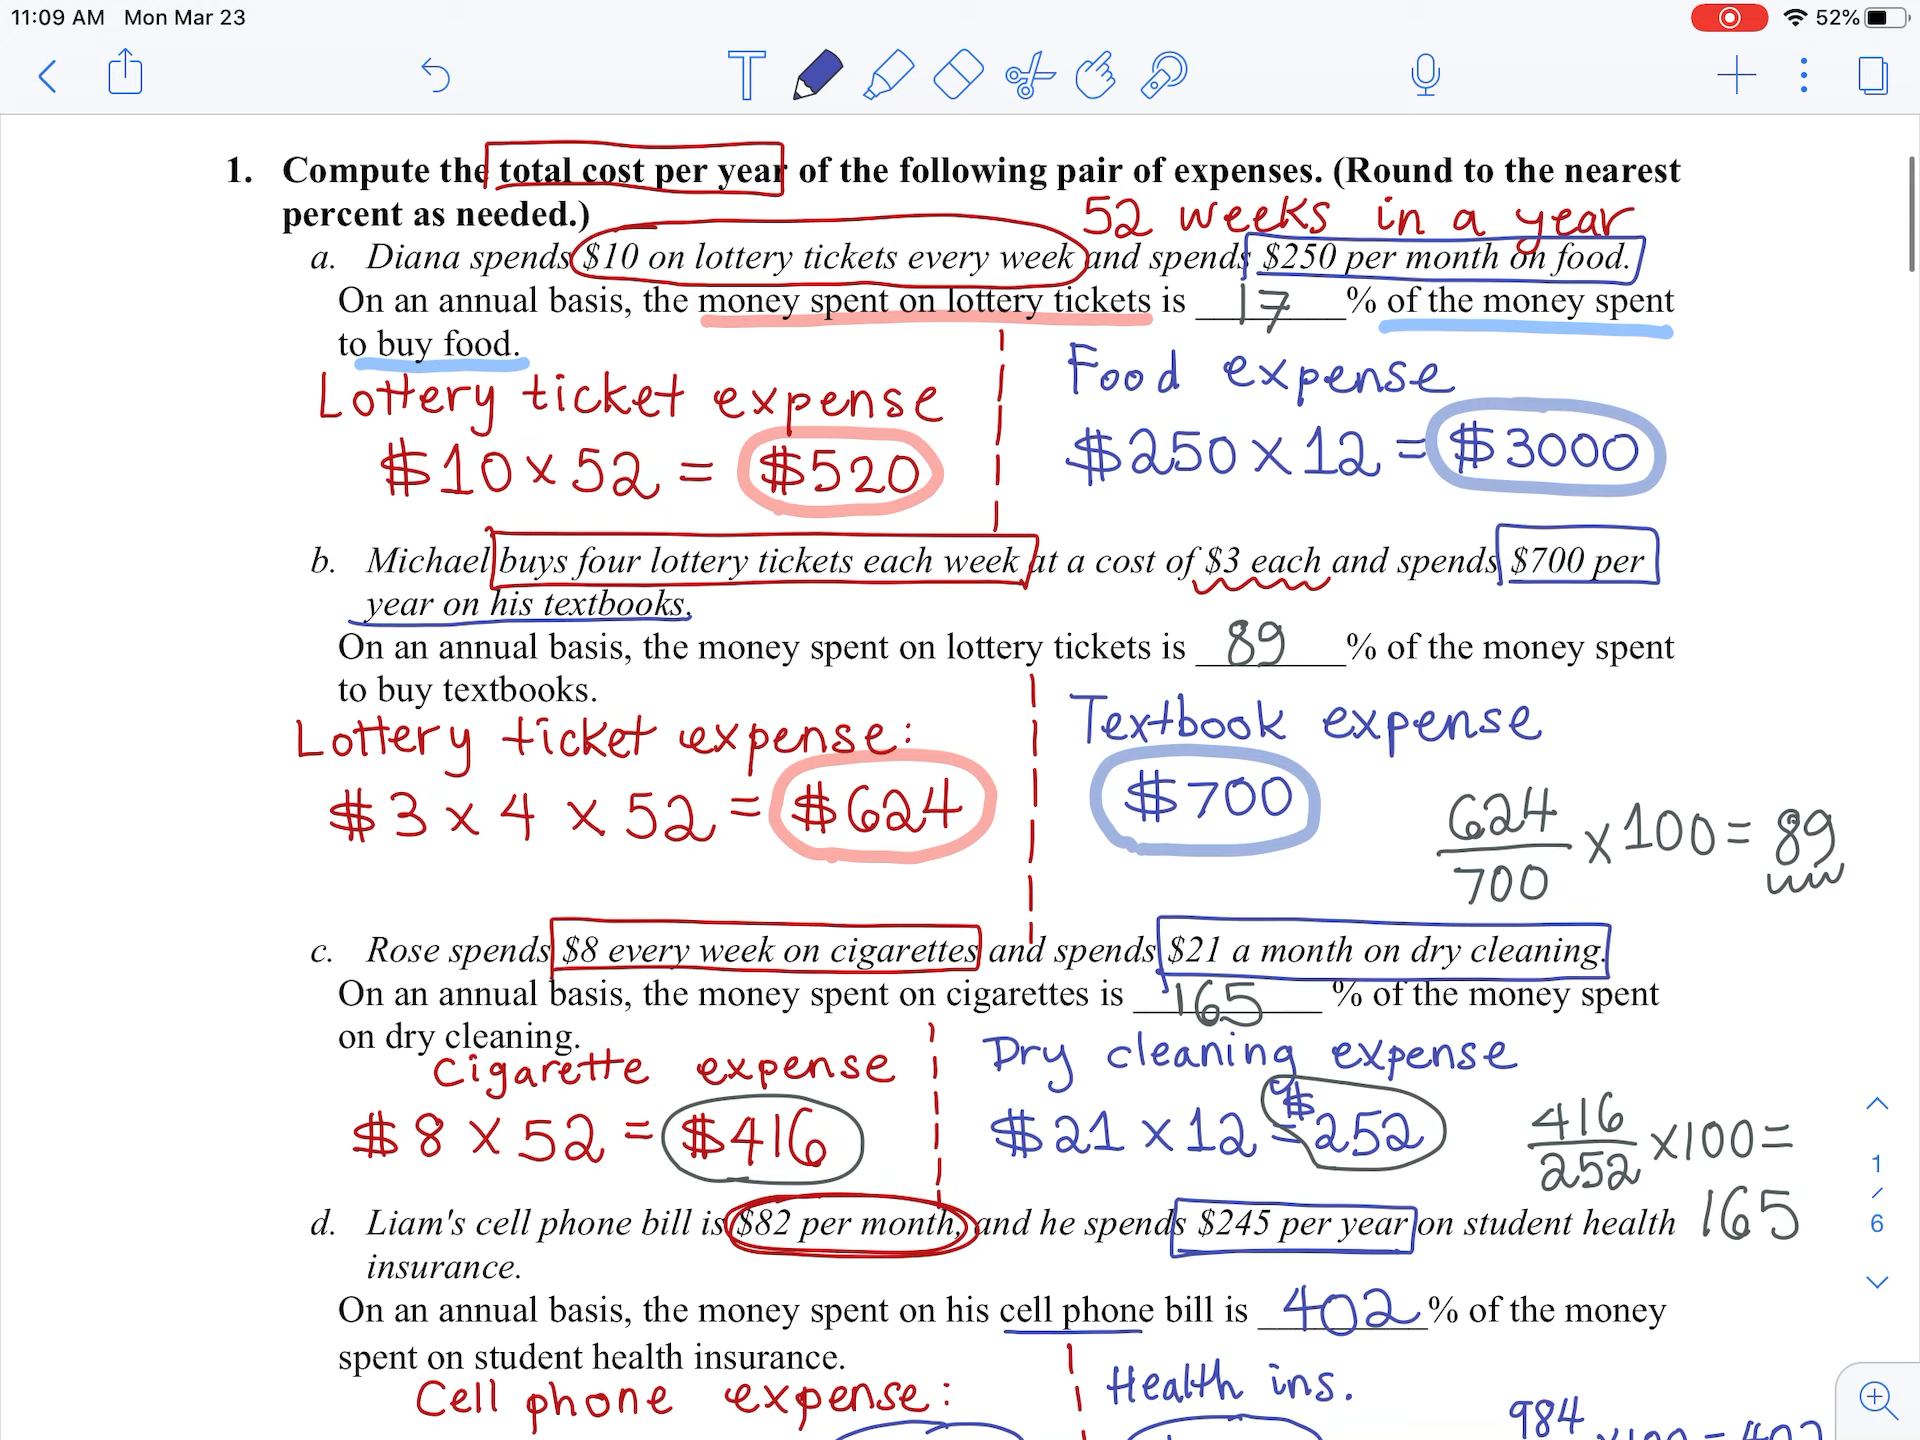 11:09 AM Mon Mar 23
52%
1. Compute the total cost per year of the following pair of expenses. (Round to the nearest
percent as needed.)
52 weeks in a year
a. Diana spends $10 on lottery tickets every week and spends $250 per month on food.
On an annual basis, the money spent on lottery tickets is 17 % of the money spent
to buy food.
Lottery ticket expense
$10 x 52 = $520
Food expense
$250 x 12 = $3000
b. Michael buys four lottery tickets each week at a cost of $3 each and spends $700 per
year on his textbooks.
On an annual basis, the money spent on lottery tickets is 89 % of the money spent
to buy textbooks.
Lottery ticket expense:
$3 x 4 x 52 = $624
Textbook expense
$700
624
700
x 100 = 89
c. Rose spends $8 every week on cigarettes and spends $21 a month on dry cleaning.
On an annual basis, the money spent on cigarettes is 165 % of the money spent
on dry cleaning.
Cigarette expense
$8 x 52 = $416
Dry cleaning expense
$21 x 12 = $252
416
252
x100 =
165
d. Liam's cell phone bill is $82 per month, and he spends $245 per year on student health
insurance.
On an annual basis, the money spent on his cell phone bill is 402 % of the money
spent on student health insurance.
Cell phone expense:
Health ins.
984
x100 = 402
1
/
6